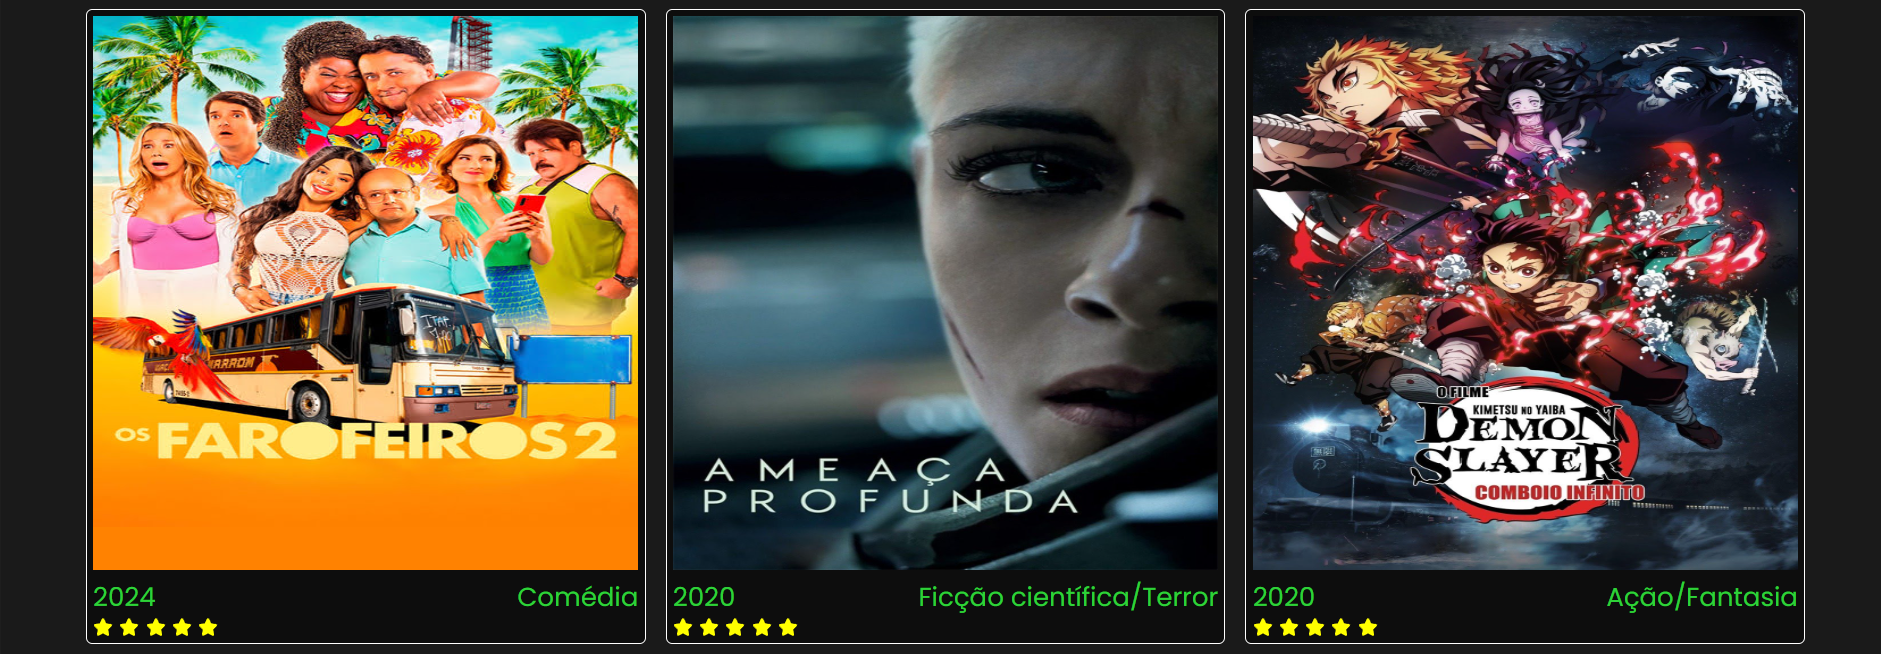 OS FAROFEIROS 2
2024
Comédia
AMEAÇA
PROFUNDA
2020
Ficção científica/Terror
O FILME
KIMETSU NO YAIBA
DEMON
SLAYER
COMBOIO INFINITO
2020
Ação/Fantasia